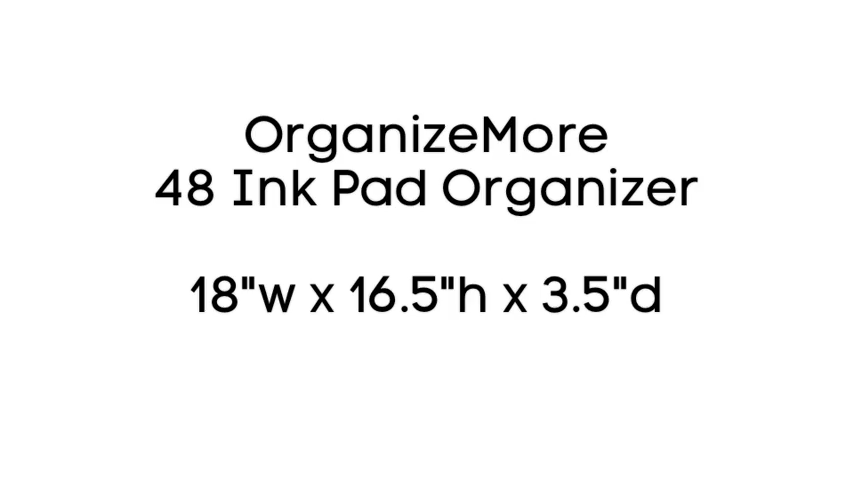 OrganizeMore
48 Ink Pad Organizer
18"w x 16.5"h x 3.5"d